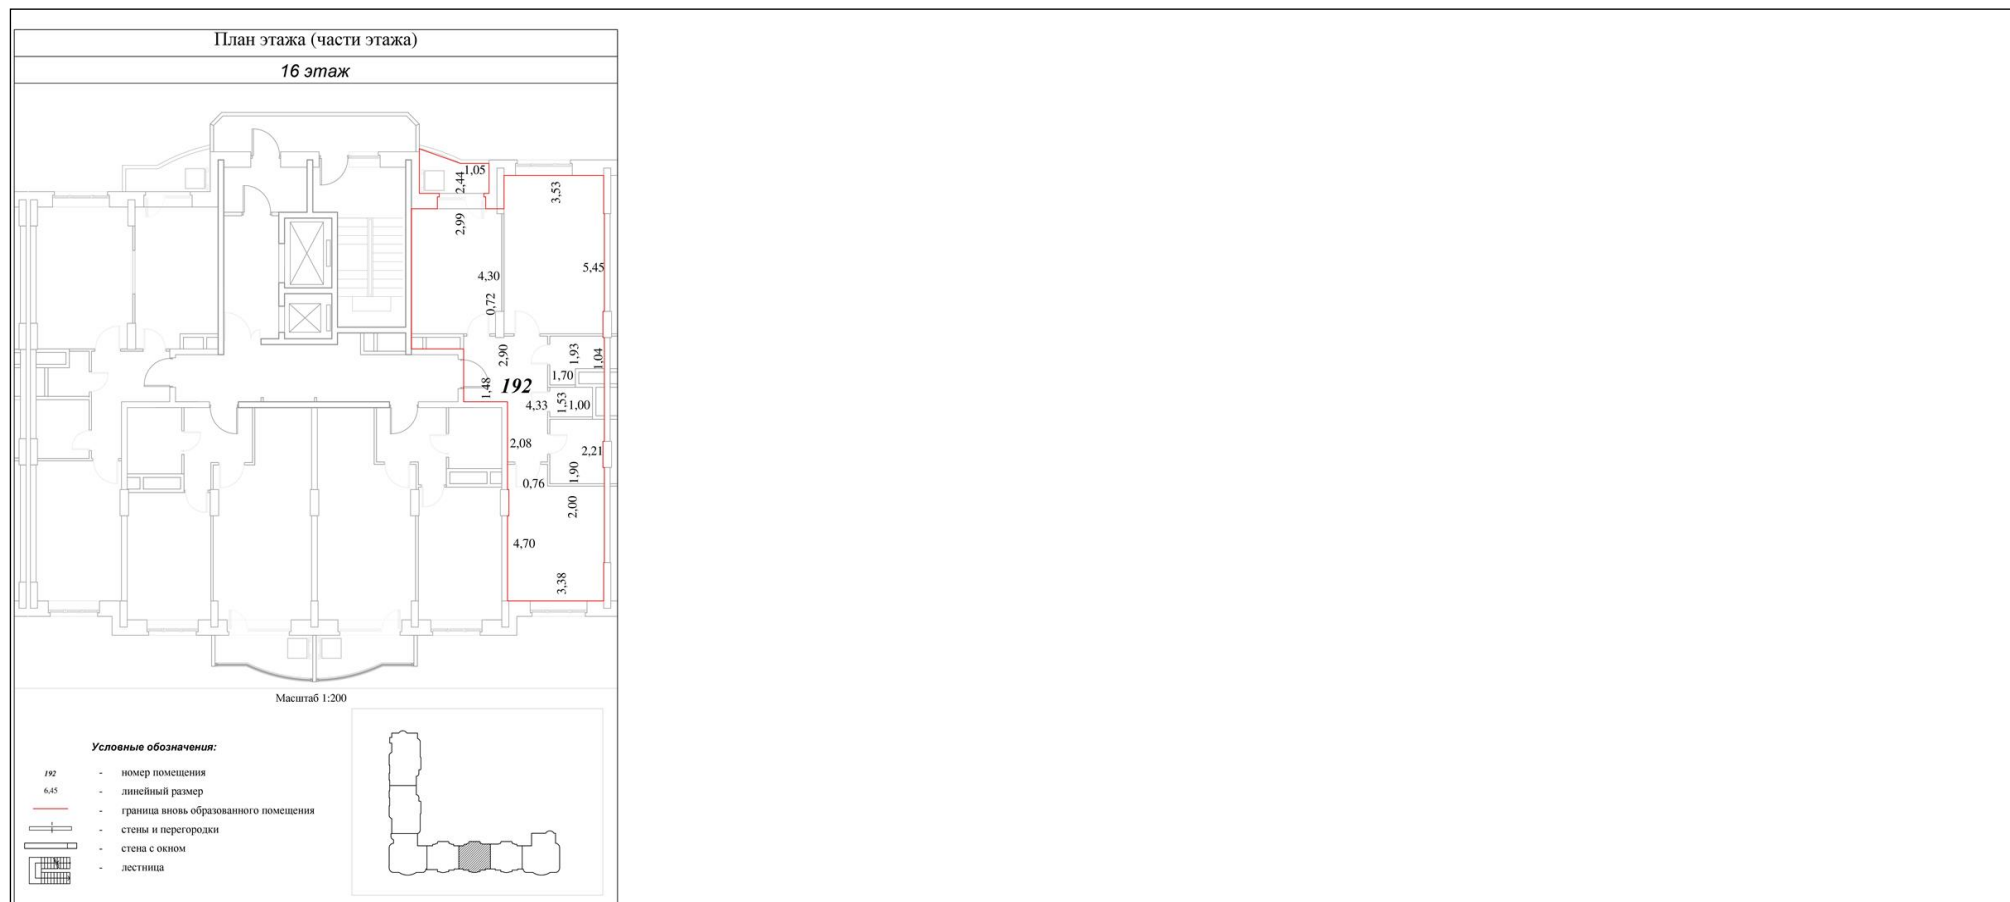 План этажа (части этажа)
16 этаж
1,05
2,44
3,53
2,99
4,30
5,45
0,72
2,90
1,93
1,04
1,70
1,48
192
4,33
1,53
1,00
2,08
2,21
1,90
0,76
2,00
4,70
3,38
Масштаб 1:200
Условные обозначения:
192 - номер помещения
6,45 - линейный размер
- граница вновь образованного помещения
- стены и перегородки
- стена с окном
- лестница